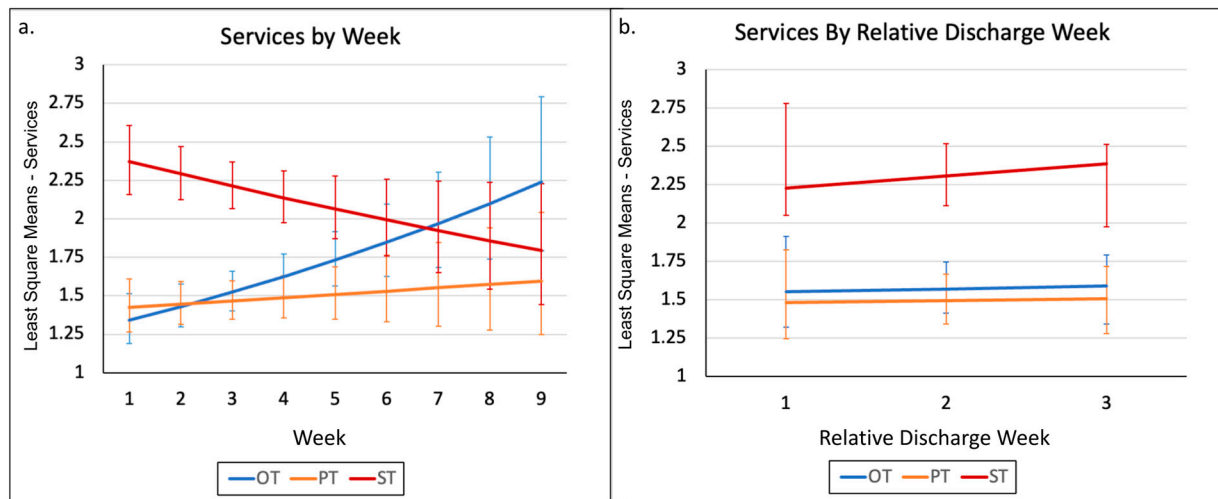 a.
Services by Week
Least Square Means - Services
3
2.75
2.5
2.25
2
1.75
1.5
1.25
1
1 2 3 4 5 6 7 8 9
Week
OT PT ST
b.
Services By Relative Discharge Week
Least Square Means - Services
3
2.75
2.5
2.25
2
1.75
1.5
1.25
1
1 2 3
Relative Discharge Week
OT PT ST